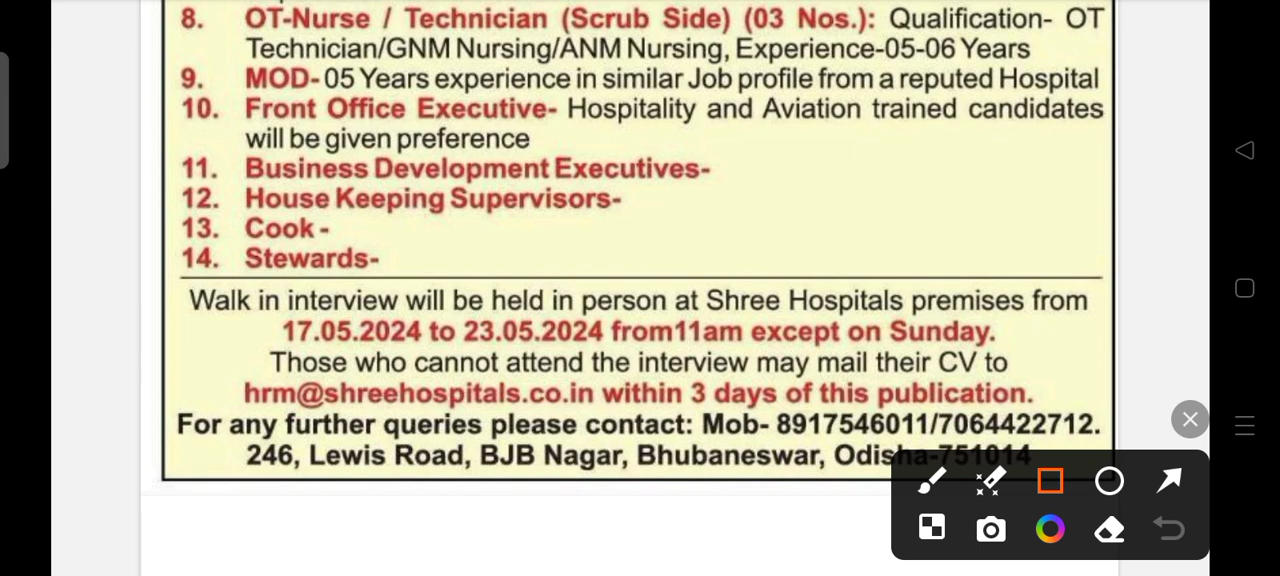 8. OT-Nurse / Technician (Scrub Side) (03 Nos.): Qualification- OT
Technician/GNM Nursing/ANM Nursing, Experience-05-06 Years
9. MOD- 05 Years experience in similar Job profile from a reputed Hospital
10. Front Office Executive- Hospitality and Aviation trained candidates
will be given preference
11. Business Development Executives-
12. House Keeping Supervisors-
13. Cook -
14. Stewards-
Walk in interview will be held in person at Shree Hospitals premises from
17.05.2024 to 23.05.2024 from11am except on Sunday.
Those who cannot attend the interview may mail their CV to
hrm@shreehospitals.co.in within 3 days of this publication.
For any further queries please contact: Mob- 8917546011/7064422712.
246, Lewis Road, BJB Nagar, Bhubaneswar, Odisha-751014